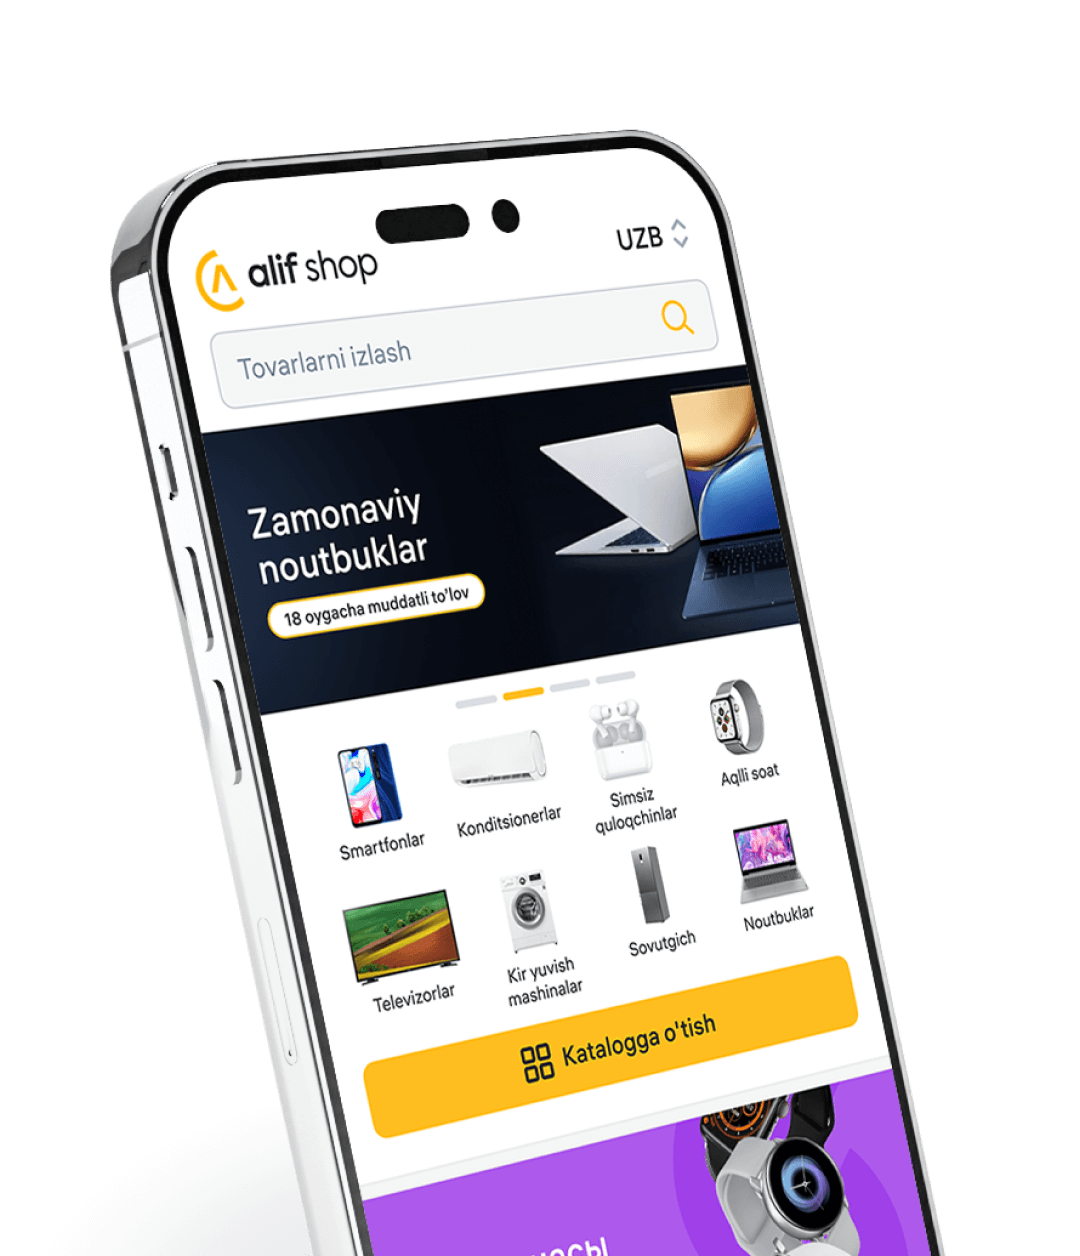 alif shop
UZB
Tovarlarni izlash
Zamonaviy
noutbuklar
18 oygacha muddatli to'lov
Smartfonlar
Konditsionerlar
Simsiz
quloqchinlar
Aqlli soat
Televizorlar
Kir yuvish
mashinalar
Sovutgich
Noutbuklar
Katalogga o'tish